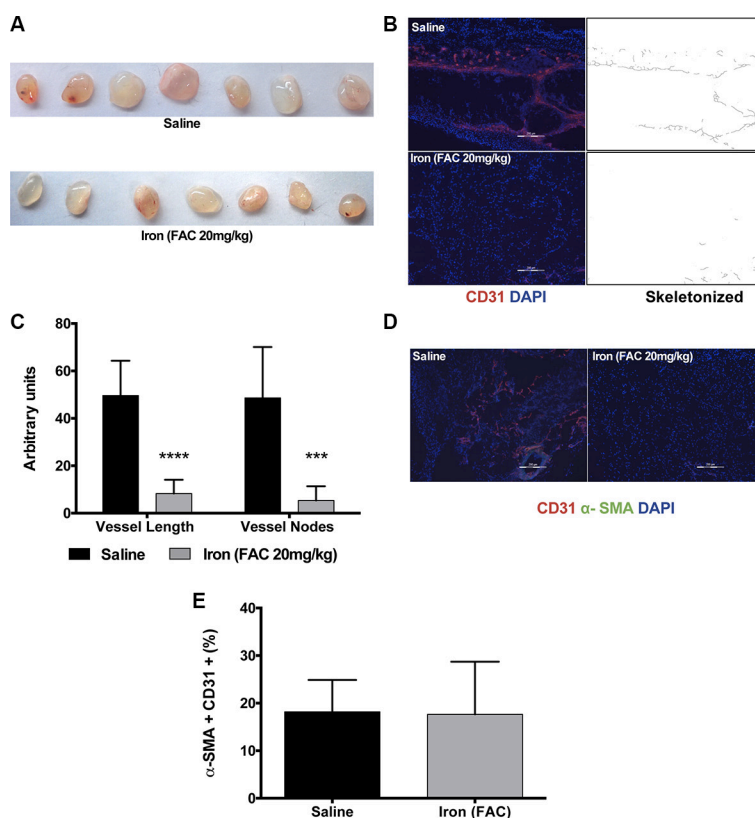 A
Saline
Iron (FAC 20mg/kg)
B
Saline
Iron (FAC 20mg/kg)
CD31 DAPI
Skeletonized
C
Arbitrary units
80
60
40
20
0
****
***
Vessel Length
Vessel Nodes
Saline
Iron (FAC 20mg/kg)
D
Saline
Iron (FAC 20mg/kg)
CD31 α- SMA DAPI
E
α-SMA + CD31 + (%)
40
30
20
10
0
Saline
Iron (FAC)